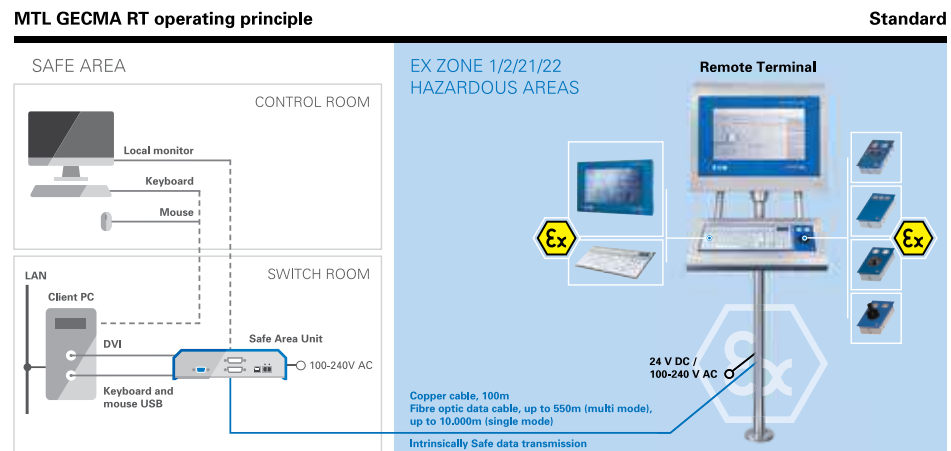 MTL GECMA RT operating principle
Standard
SAFE AREA
CONTROL ROOM
Local monitor
Keyboard
Mouse
SWITCH ROOM
LAN
Client PC
DVI
Safe Area Unit
100-240V AC
Keyboard and
mouse USB
EX ZONE 1/2/21/22
HAZARDOUS AREAS
Remote Terminal
Ex
Ex
Ex
24 V DC /
100-240 V AC
Copper cable, 100m
Fibre optic data cable, up to 550m (multi mode),
up to 10.000m (single mode)
Intrinsically Safe data transmission